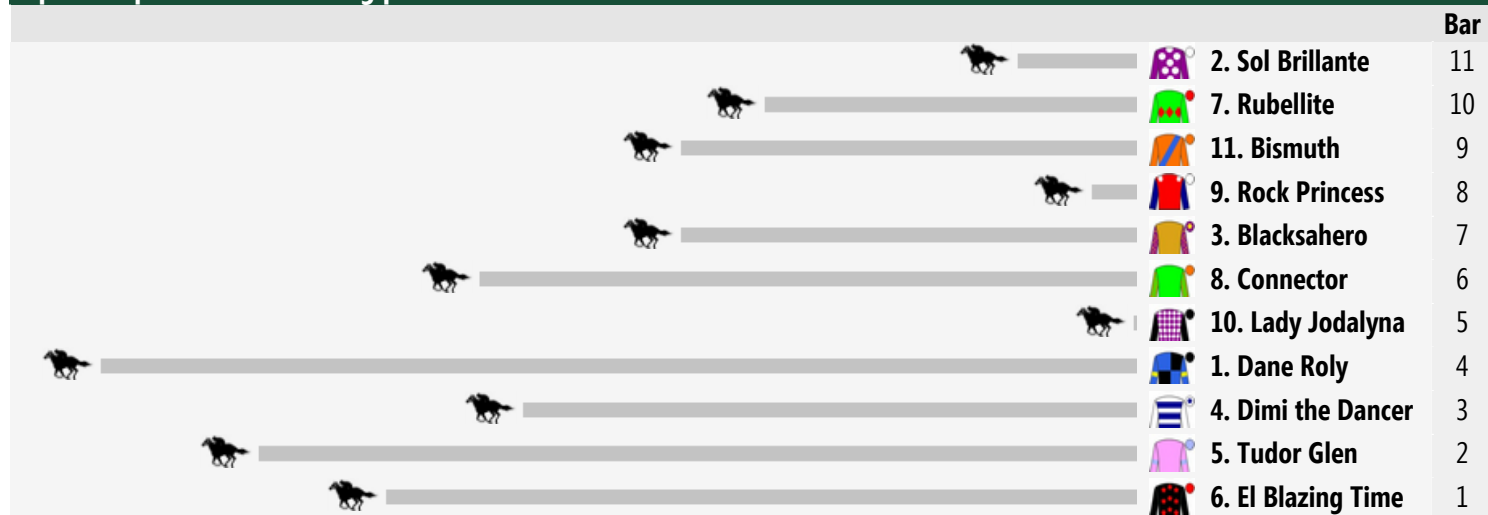 Bar
2. Sol Brillante 11
7. Rubellite 10
11. Bismuth 9
9. Rock Princess 8
3. Blacksahero 7
8. Connector 6
10. Lady Jodalyna 5
1. Dane Roly 4
4. Dimi the Dancer 3
5. Tudor Glen 2
6. El Blazing Time 1